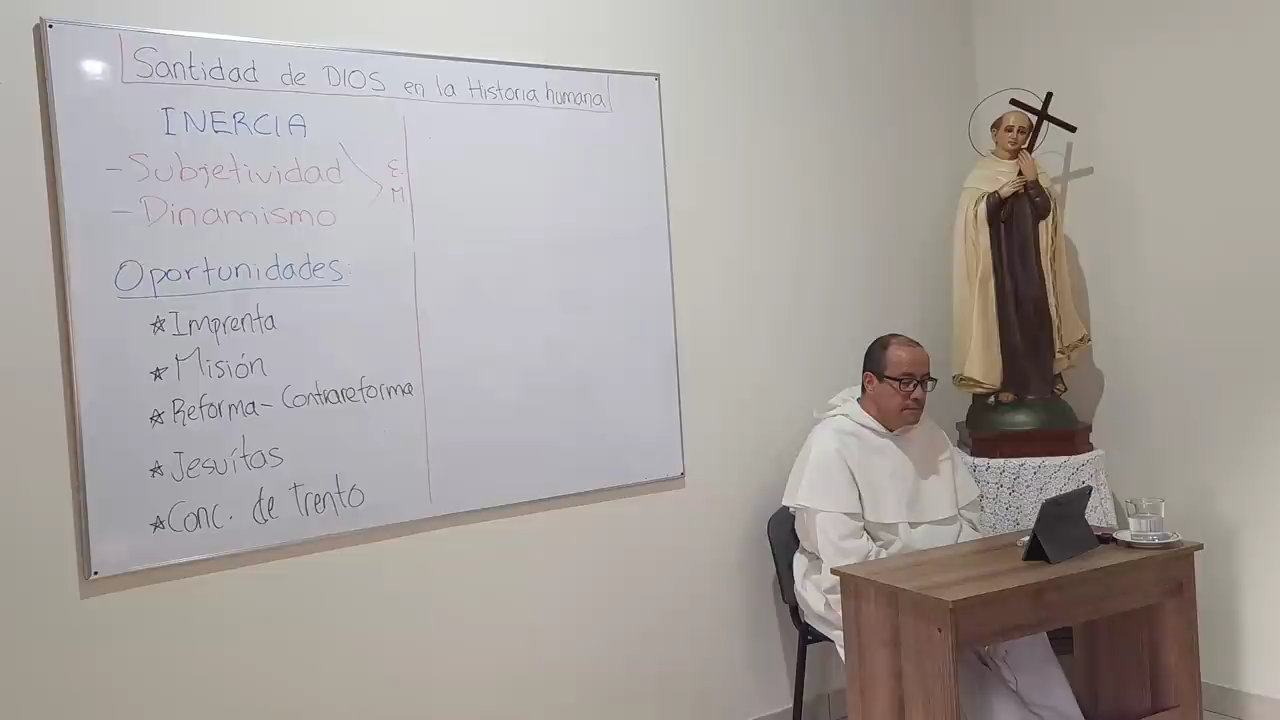 Santidad de DIOS en la Historia humana
INERCIA
- Subjetividad
- Dinamismo
E.
M
Oportunidades:
☆ Imprenta
☆ Misión
☆ Reforma - Contrareforma
☆ Jesuítas
☆ Conc. de Trento